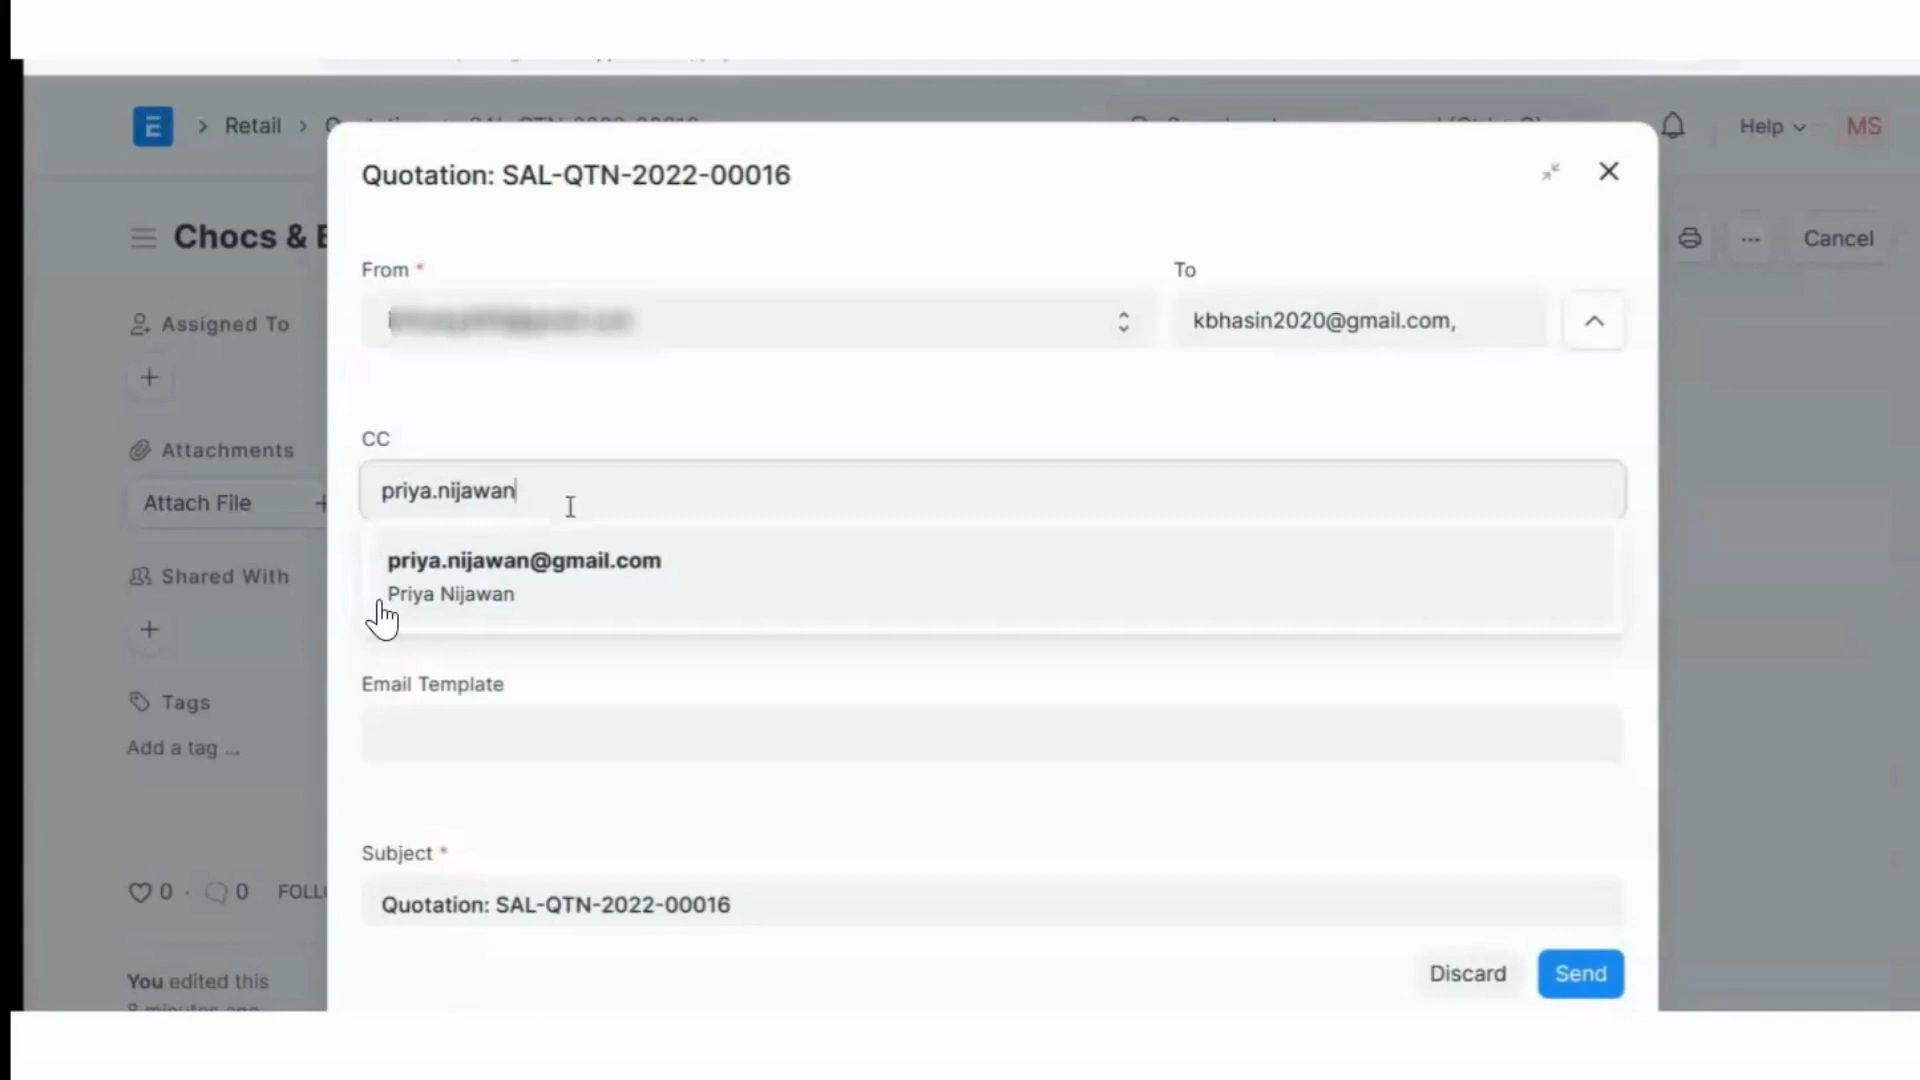 E > Retail >
Help
MS
Quotation: SAL-QTN-2022-00016
Chocs &
Cancel
From *
To
kbhasin2020@gmail.com,
Assigned To
+
CC
Attachments
priya.nijawan
Attach File +
priya.nijawan@gmail.com
Shared With
Priya Nijawan
+
Email Template
Tags
Add a tag ...
Subject *
0 · 0 FOLL
Quotation: SAL-QTN-2022-00016
Discard
Send
You edited this